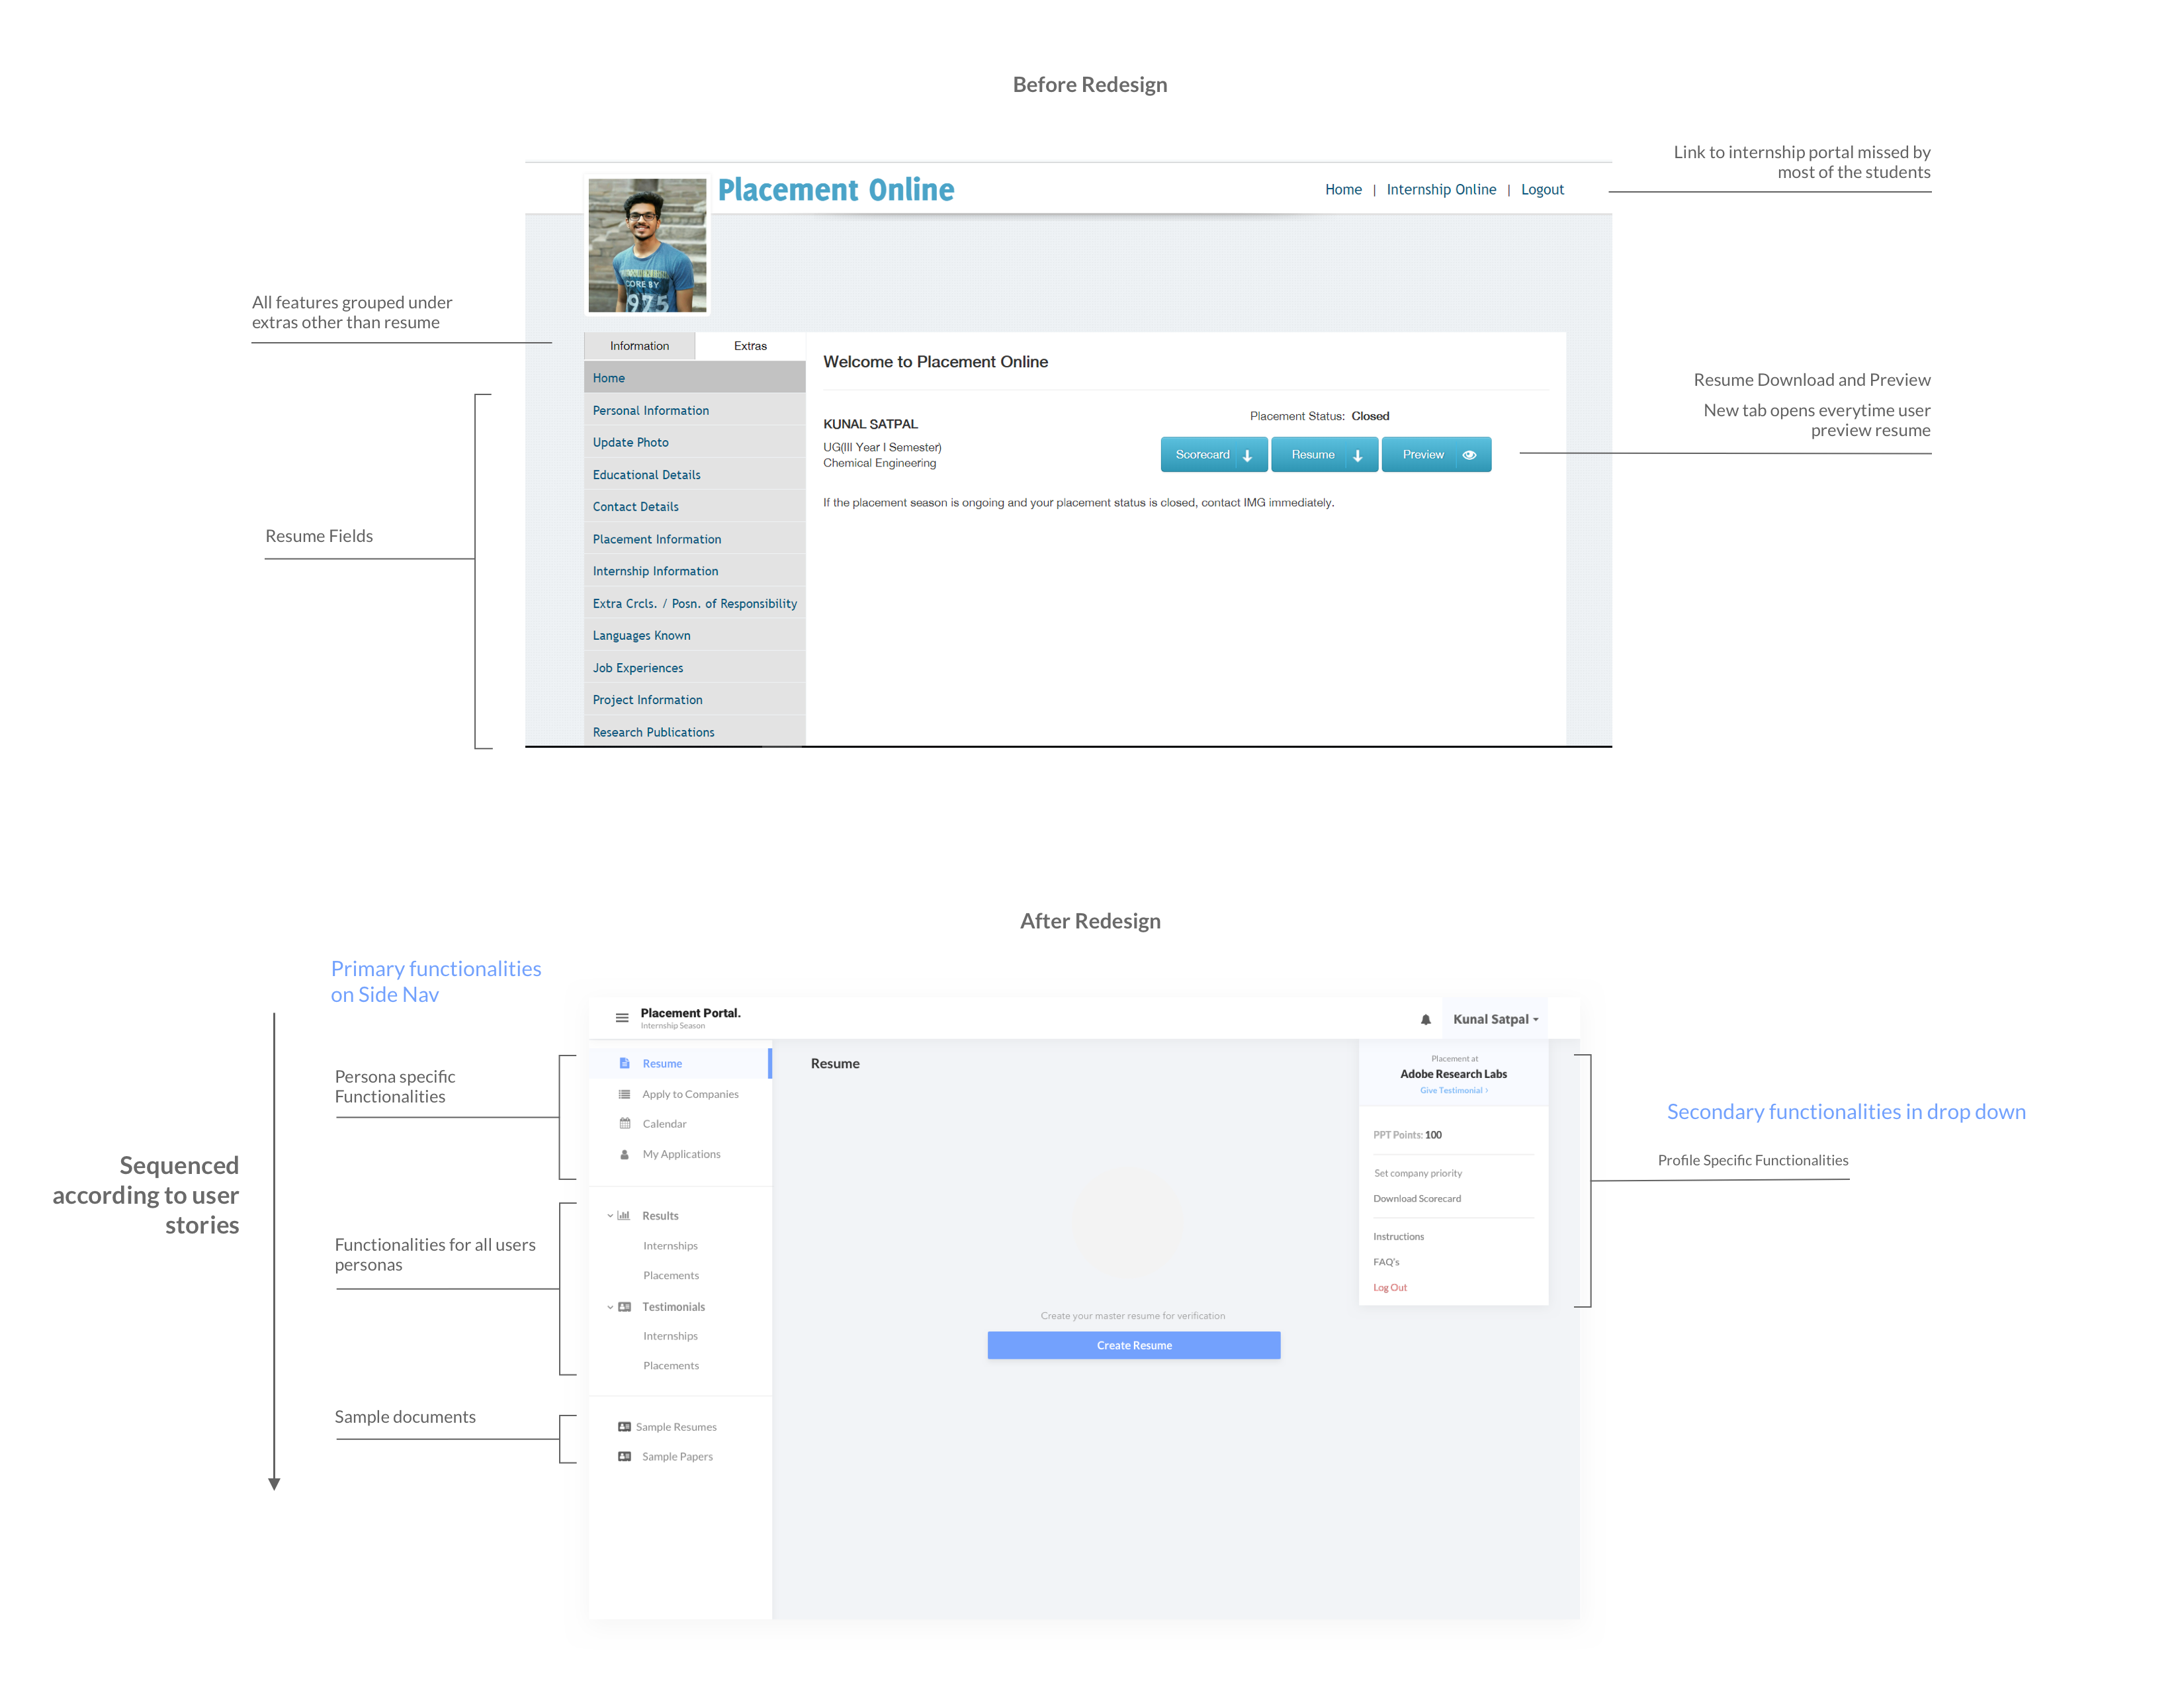 Before Redesign
Link to internship portal missed by
most of the students
Placement Online
Home | Internship Online | Logout
CORE BY
1975
All features grouped under
extras other than resume
Information
Extras
Home
Personal Information
Update Photo
Educational Details
Contact Details
Placement Information
Internship Information
Extra Crcls. / Posn. of Responsibility
Languages Known
Job Experiences
Project Information
Research Publications
Resume Fields
Welcome to Placement Online
KUNAL SATPAL
UG(III Year I Semester)
Chemical Engineering
Placement Status: Closed
Scorecard
Resume
Preview
If the placement season is ongoing and your placement status is closed, contact IMG immediately.
Resume Download and Preview
New tab opens everytime user
preview resume
After Redesign
Primary functionalities
on Side Nav
Sequenced
according to user
stories
Persona specific
Functionalities
Functionalities for all users
personas
Sample documents
Placement Portal.
Internship Season
Kunal Satpal
Resume
Apply to Companies
Calendar
My Applications
Results
Internships
Placements
Testimonials
Internships
Placements
Sample Resumes
Sample Papers
Resume
Create your master resume for verification
Create Resume
Placement at
Adobe Research Labs
Give Testimonial ›
PPT Points: 100
Set company priority
Download Scorecard
Instructions
FAQ's
Log Out
Secondary functionalities in drop down
Profile Specific Functionalities